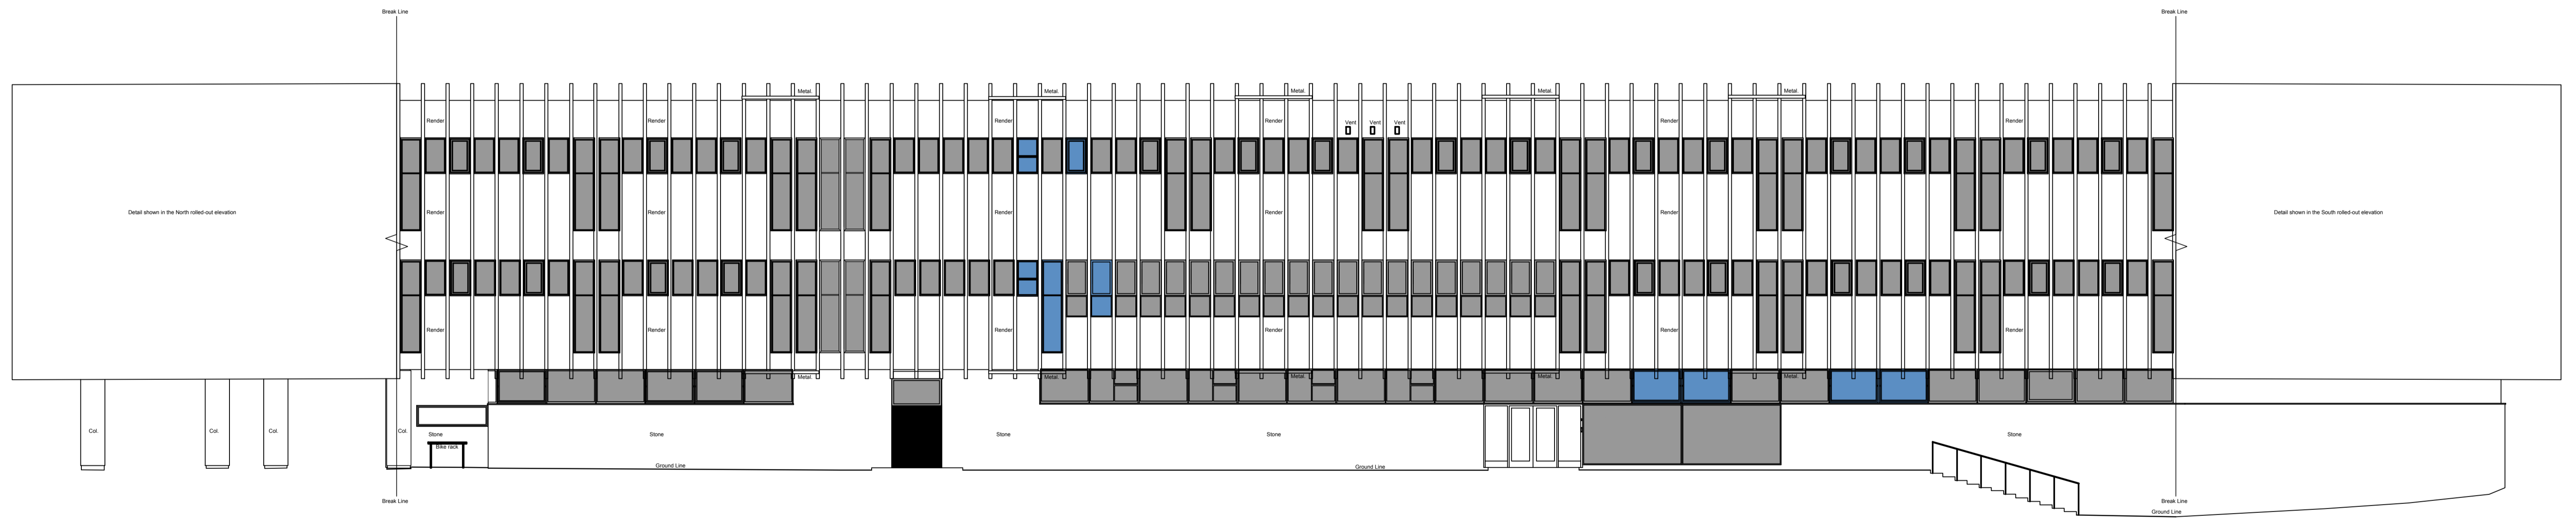 Break Line
Break Line
Metal.
Metal.
Metal.
Metal.
Metal.
Render
Render
Render
Render
Vent
Vent
Vent
Render
Render
Detail shown in the North rolled-out elevation
Render
Render
Render
Render
Render
Render
Detail shown in the South rolled-out elevation
Render
Render
Render
Render
Render
Render
Metal.
Metal.
Metal.
Metal.
Metal.
Col.
Col.
Col.
Col.
Stone
Stone
Stone
Stone
Stone
Bike rack
Ground Line
Ground Line
Break Line
Break Line
Ground Line